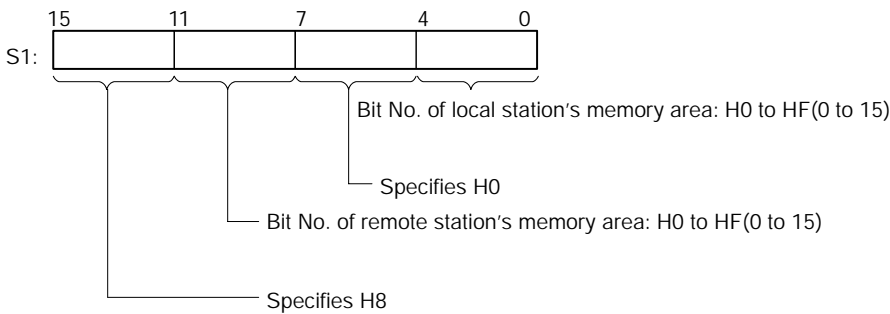 15 11 7 4 0
S1:
Bit No. of local station's memory area: H0 to HF(0 to 15)
Specifies H0
Bit No. of remote station's memory area: H0 to HF(0 to 15)
Specifies H8